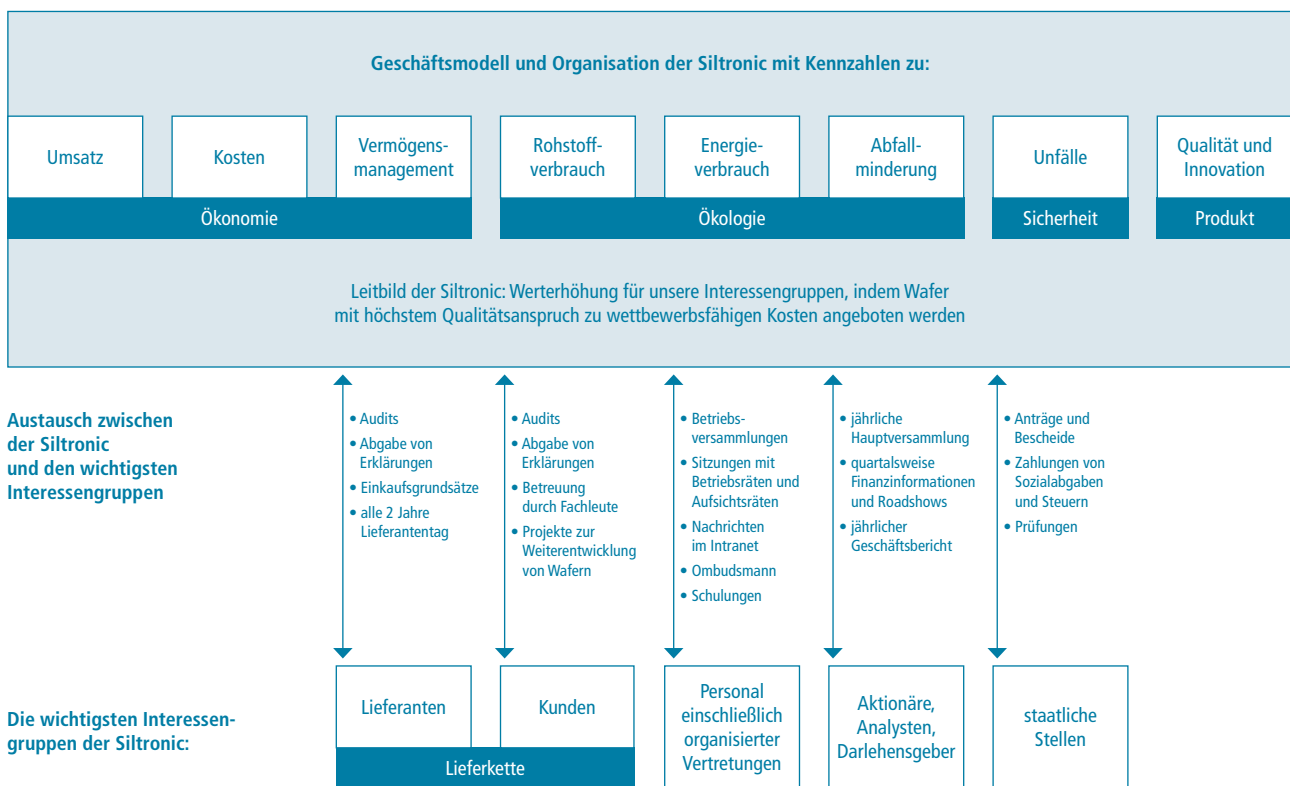 Geschäftsmodell und Organisation der Siltronic mit Kennzahlen zu:
Umsatz
Kosten
Vermögens-
management
Rohstoff-
verbrauch
Energie-
verbrauch
Abfall-
minderung
Unfälle
Qualität und
Innovation
Ökonomie
Ökologie
Sicherheit
Produkt
Leitbild der Siltronic: Werterhöhung für unsere Interessengruppen, indem Wafer
mit höchstem Qualitätsanspruch zu wettbewerbsfähigen Kosten angeboten werden
Austausch zwischen
der Siltronic
und den wichtigsten
Interessengruppen
• Audits
• Abgabe von
Erklärungen
• Einkaufsgrundsätze
• alle 2 Jahre
Lieferantentag
• Audits
• Abgabe von
Erklärungen
• Betreuung
durch Fachleute
• Projekte zur
Weiterentwicklung
von Wafern
• Betriebs-
versammlungen
• Sitzungen mit
Betriebsräten und
Aufsichtsräten
• Nachrichten
im Intranet
• Ombudsmann
• Schulungen
• jährliche
Hauptversammlung
• quartalsweise
Finanzinformationen
und Roadshows
• jährlicher
Geschäftsbericht
• Anträge und
Bescheide
• Zahlungen von
Sozialabgaben
und Steuern
• Prüfungen
Die wichtigsten Interessen-
gruppen der Siltronic:
Lieferanten
Kunden
Lieferkette
Personal
einschließlich
organisierter
Vertretungen
Aktionäre,
Analysten,
Darlehensgeber
staatliche
Stellen